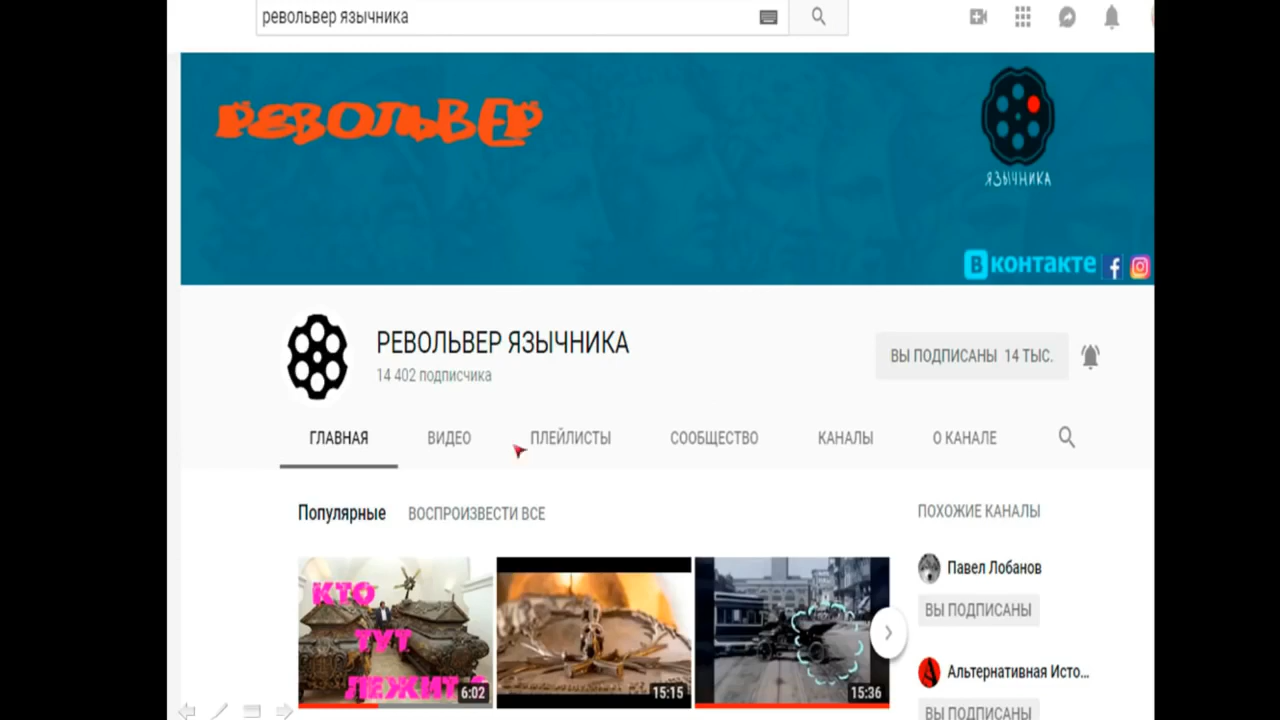 револьвер язычника
РЕВОЛЬВЕР
ЯЗЫЧНИКА
В контакте
РЕВОЛЬВЕР ЯЗЫЧНИКА
14 402 подписчика
ВЫ ПОДПИСАНЫ 14 ТЫС.
ГЛАВНАЯ ВИДЕО ПЛЕЙЛИСТЫ СООБЩЕСТВО КАНАЛЫ О КАНАЛЕ
Популярные ВОСПРОИЗВЕСТИ ВСЕ
ПОХОЖИЕ КАНАЛЫ
КТО
ТУТ
ЛЕЖИТ
6:02
15:15
15:36
Павел Лобанов
ВЫ ПОДПИСАНЫ
Альтернативная Исто...
ВЫ ПОДПИСАНЫ